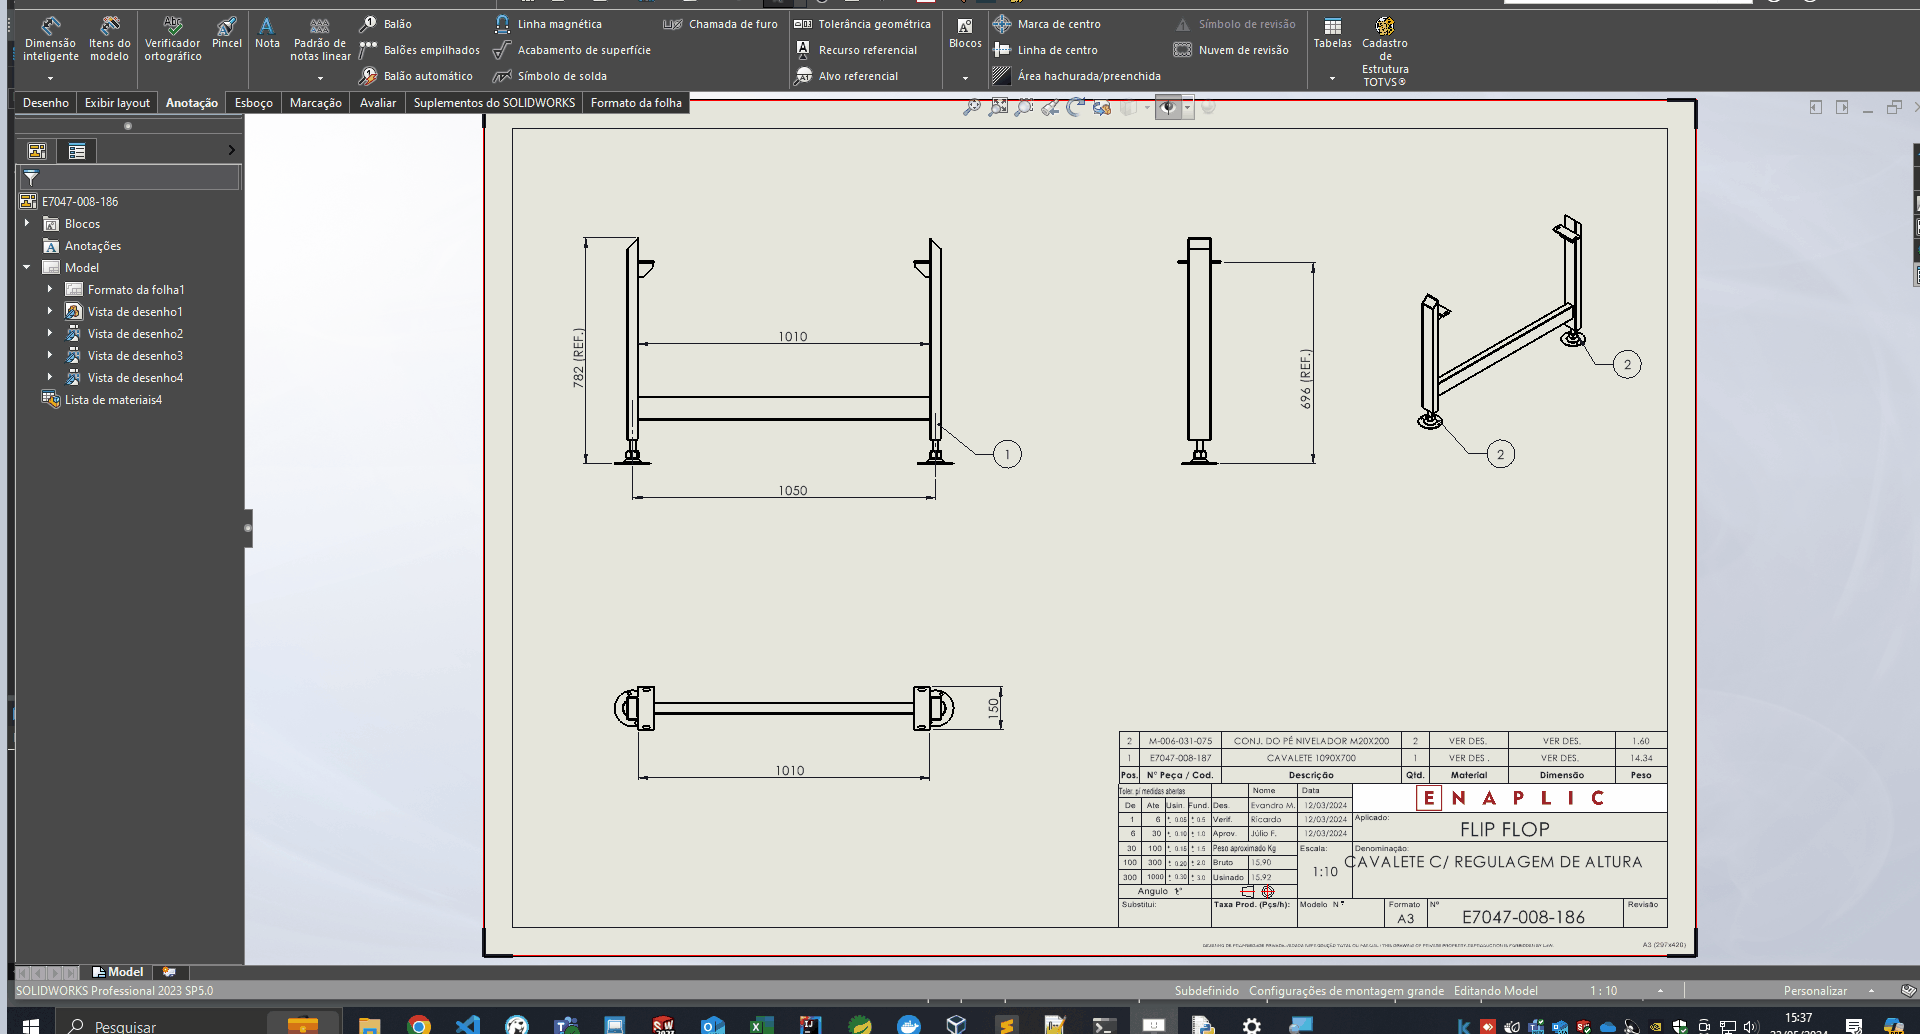 Dimensão inteligente
Itens do modelo
Verificador ortográfico
Pincel
Nota
Padrão de notas linear
Balão
Balões empilhados
Balão automático
Linha magnética
Acabamento de superfície
Símbolo de solda
Chamada de furo
Tolerância geométrica
Recurso referencial
Alvo referencial
Blocos
Marca de centro
Linha de centro
Área hachurada/preenchida
Símbolo de revisão
Nuvem de revisão
Tabelas
Cadastro de Estrutura TOTVS®
Desenho Exibir layout Anotação Esboço Marcação Avaliar Suplementos do SOLIDWORKS Formato da folha
E7047-008-186
Blocos
Anotações
Model
Formato da folha1
Vista de desenho1
Vista de desenho2
Vista de desenho3
Vista de desenho4
Lista de materiais4
782 (REF.)
1010
1050
1
696 (REF.)
2
2
150
1010
2 M-006-031-075 CONJ. DO PÉ NIVELADOR M20X200 2 VER DES. VER DES. 1.60
1 E7047-008-187 CAVALETE 1090X700 1 VER DES . VER DES. 14.34
Pos. Nº Peça / Cod. Descrição Qtd. Material Dimensão Peso
Toler. p/ medidas abertas Nome Data
ENAPLIC
De Ate Usin. Fund. Des. Evandro M. 12/03/2024
1 6 ± 0.05 ± 0.5 Verif. Ricardo 12/03/2024
Aplicado:
FLIP FLOP
6 30 ± 0.10 ± 1.0 Aprov. Júlio F. 12/03/2024
30 100 ± 0.15 ± 1.5 Peso aproximado Kg Escala: Denominação:
100 300 ± 0.20 ± 2.0 Bruto 15.90
1:10
CAVALETE C/ REGULAGEM DE ALTURA
300 1000 ± 0.30 ± 3.0 Usinado 15.92
Angulo
Substitui: Taxa Prod. (Pçs/h): Modelo Nº Formato Nº Revisão
A3 E7047-008-186
A3 (297x420)
Model
SOLIDWORKS Professional 2023 SP5.0
Subdefinido Configurações de montagem grande Editando Model 1 : 10 Personalizar
Pesquisar
15:37